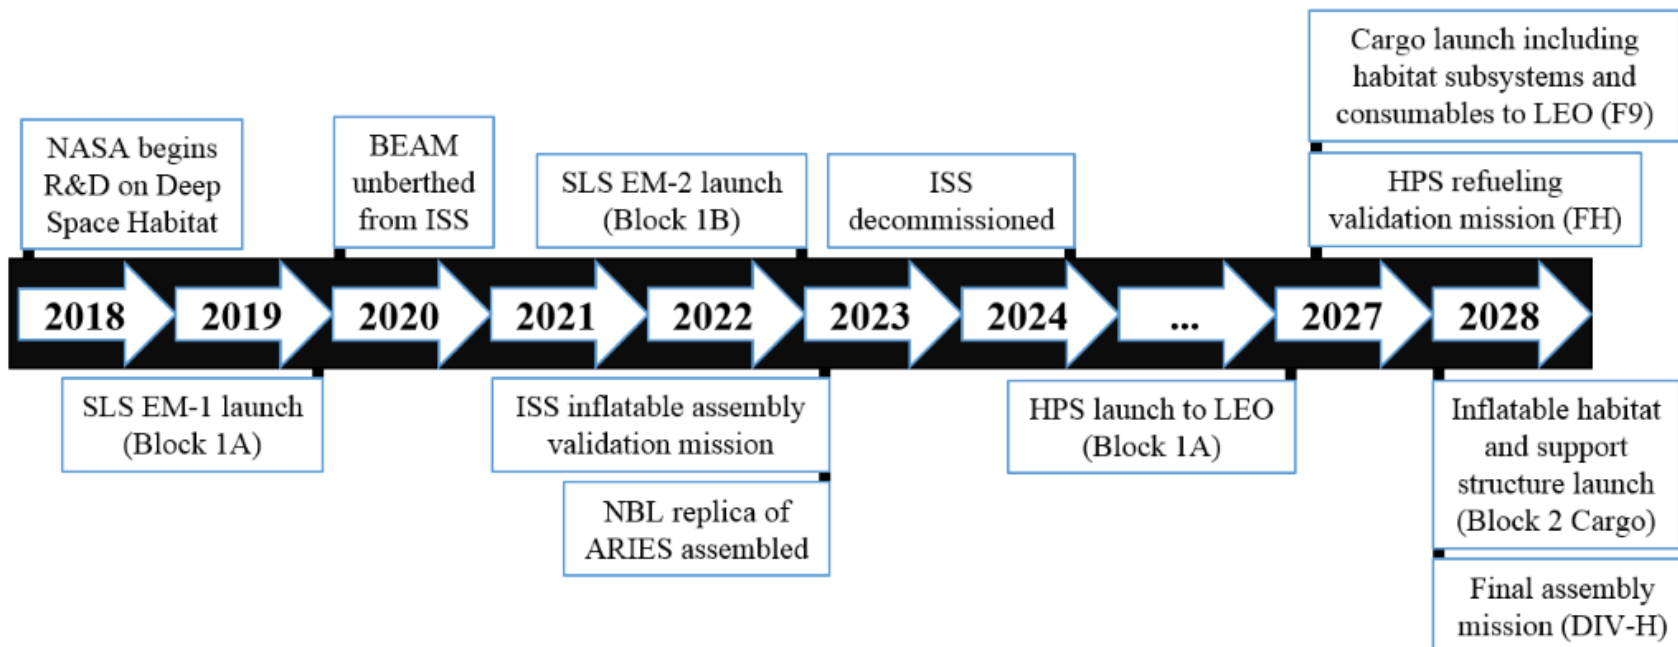 Cargo launch including
habitat subsystems and
consumables to LEO (F9)
NASA begins
R&D on Deep
Space Habitat
BEAM
unberthed
from ISS
SLS EM-2 launch
(Block 1B)
ISS
decommissioned
HPS refueling
validation mission (FH)
2018
2019
2020
2021
2022
2023
2024
...
2027
2028
SLS EM-1 launch
(Block 1A)
ISS inflatable assembly
validation mission
NBL replica of
ARIES assembled
HPS launch to LEO
(Block 1A)
Inflatable habitat
and support
structure launch
(Block 2 Cargo)
Final assembly
mission (DIV-H)